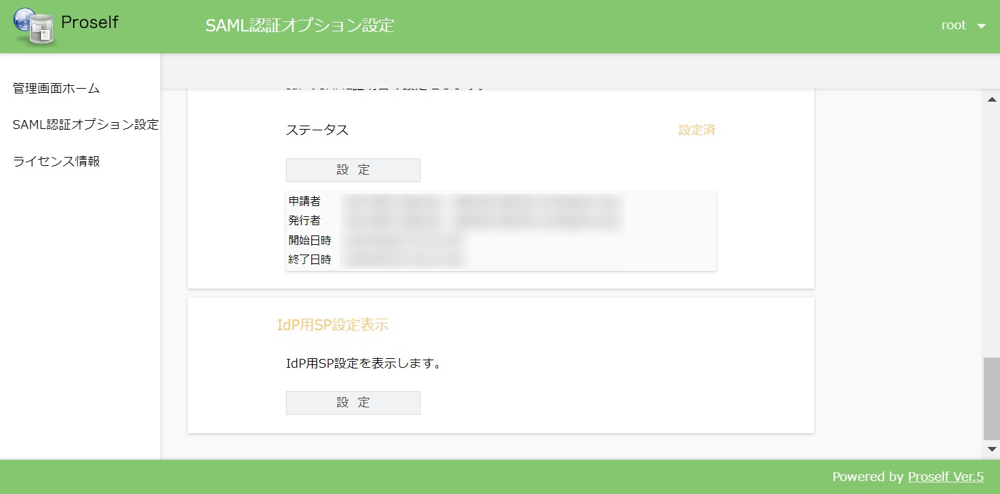 Proself
SAML認証オプション設定
root
管理画面ホーム
SAML認証オプション設定
ライセンス情報
ステータス
設定済
設 定
申請者
発行者
開始日時
終了日時
IdP用SP設定表示
IdP用SP設定を表示します。
設 定
Powered by Proself Ver.5